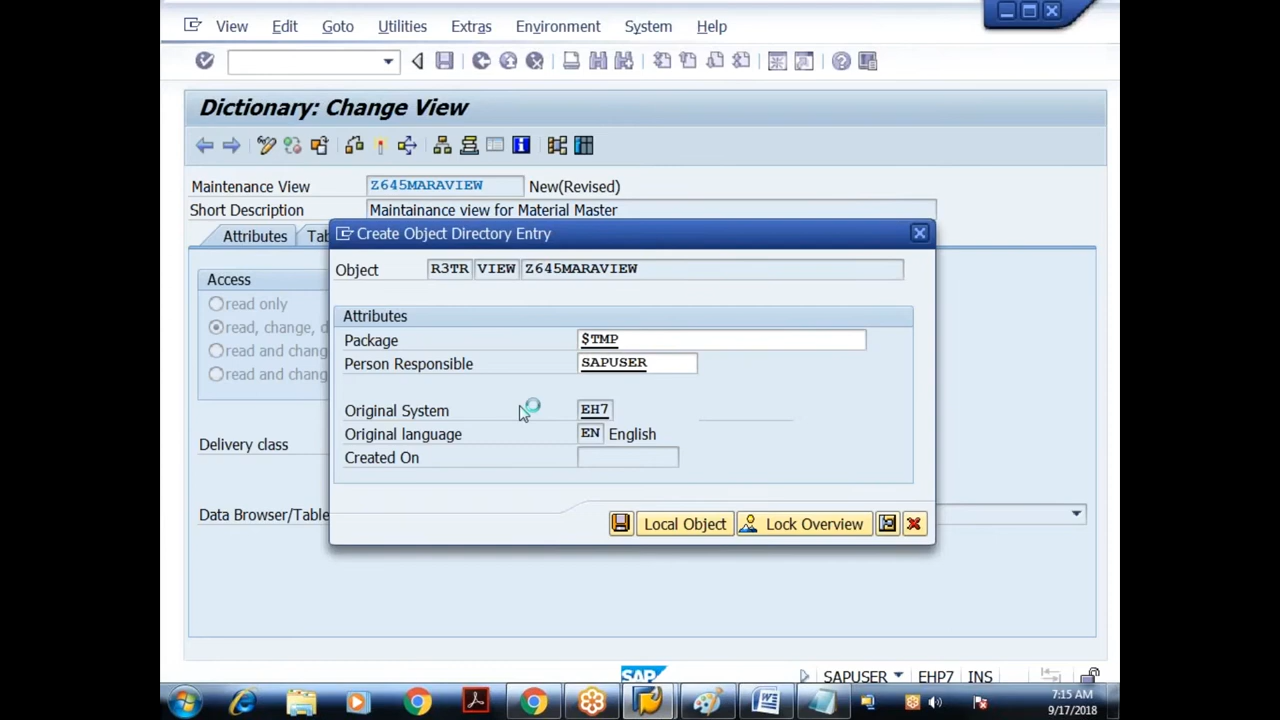 View Edit Goto Utilities Extras Environment System Help
Dictionary: Change View
Maintenance View Z645MARAVIEW New(Revised)
Short Description Maintainance view for Material Master
Attributes Tab
Create Object Directory Entry
Object R3TR VIEW Z645MARAVIEW
Access
read only
read, change, d
read and chang
read and chang
Delivery class
Data Browser/Table
Attributes
Package $TMP
Person Responsible SAPUSER
Original System EH7
Original language EN English
Created On
Local Object Lock Overview
SAP SAPUSER EHP7 INS
7:15 AM
9/17/2018